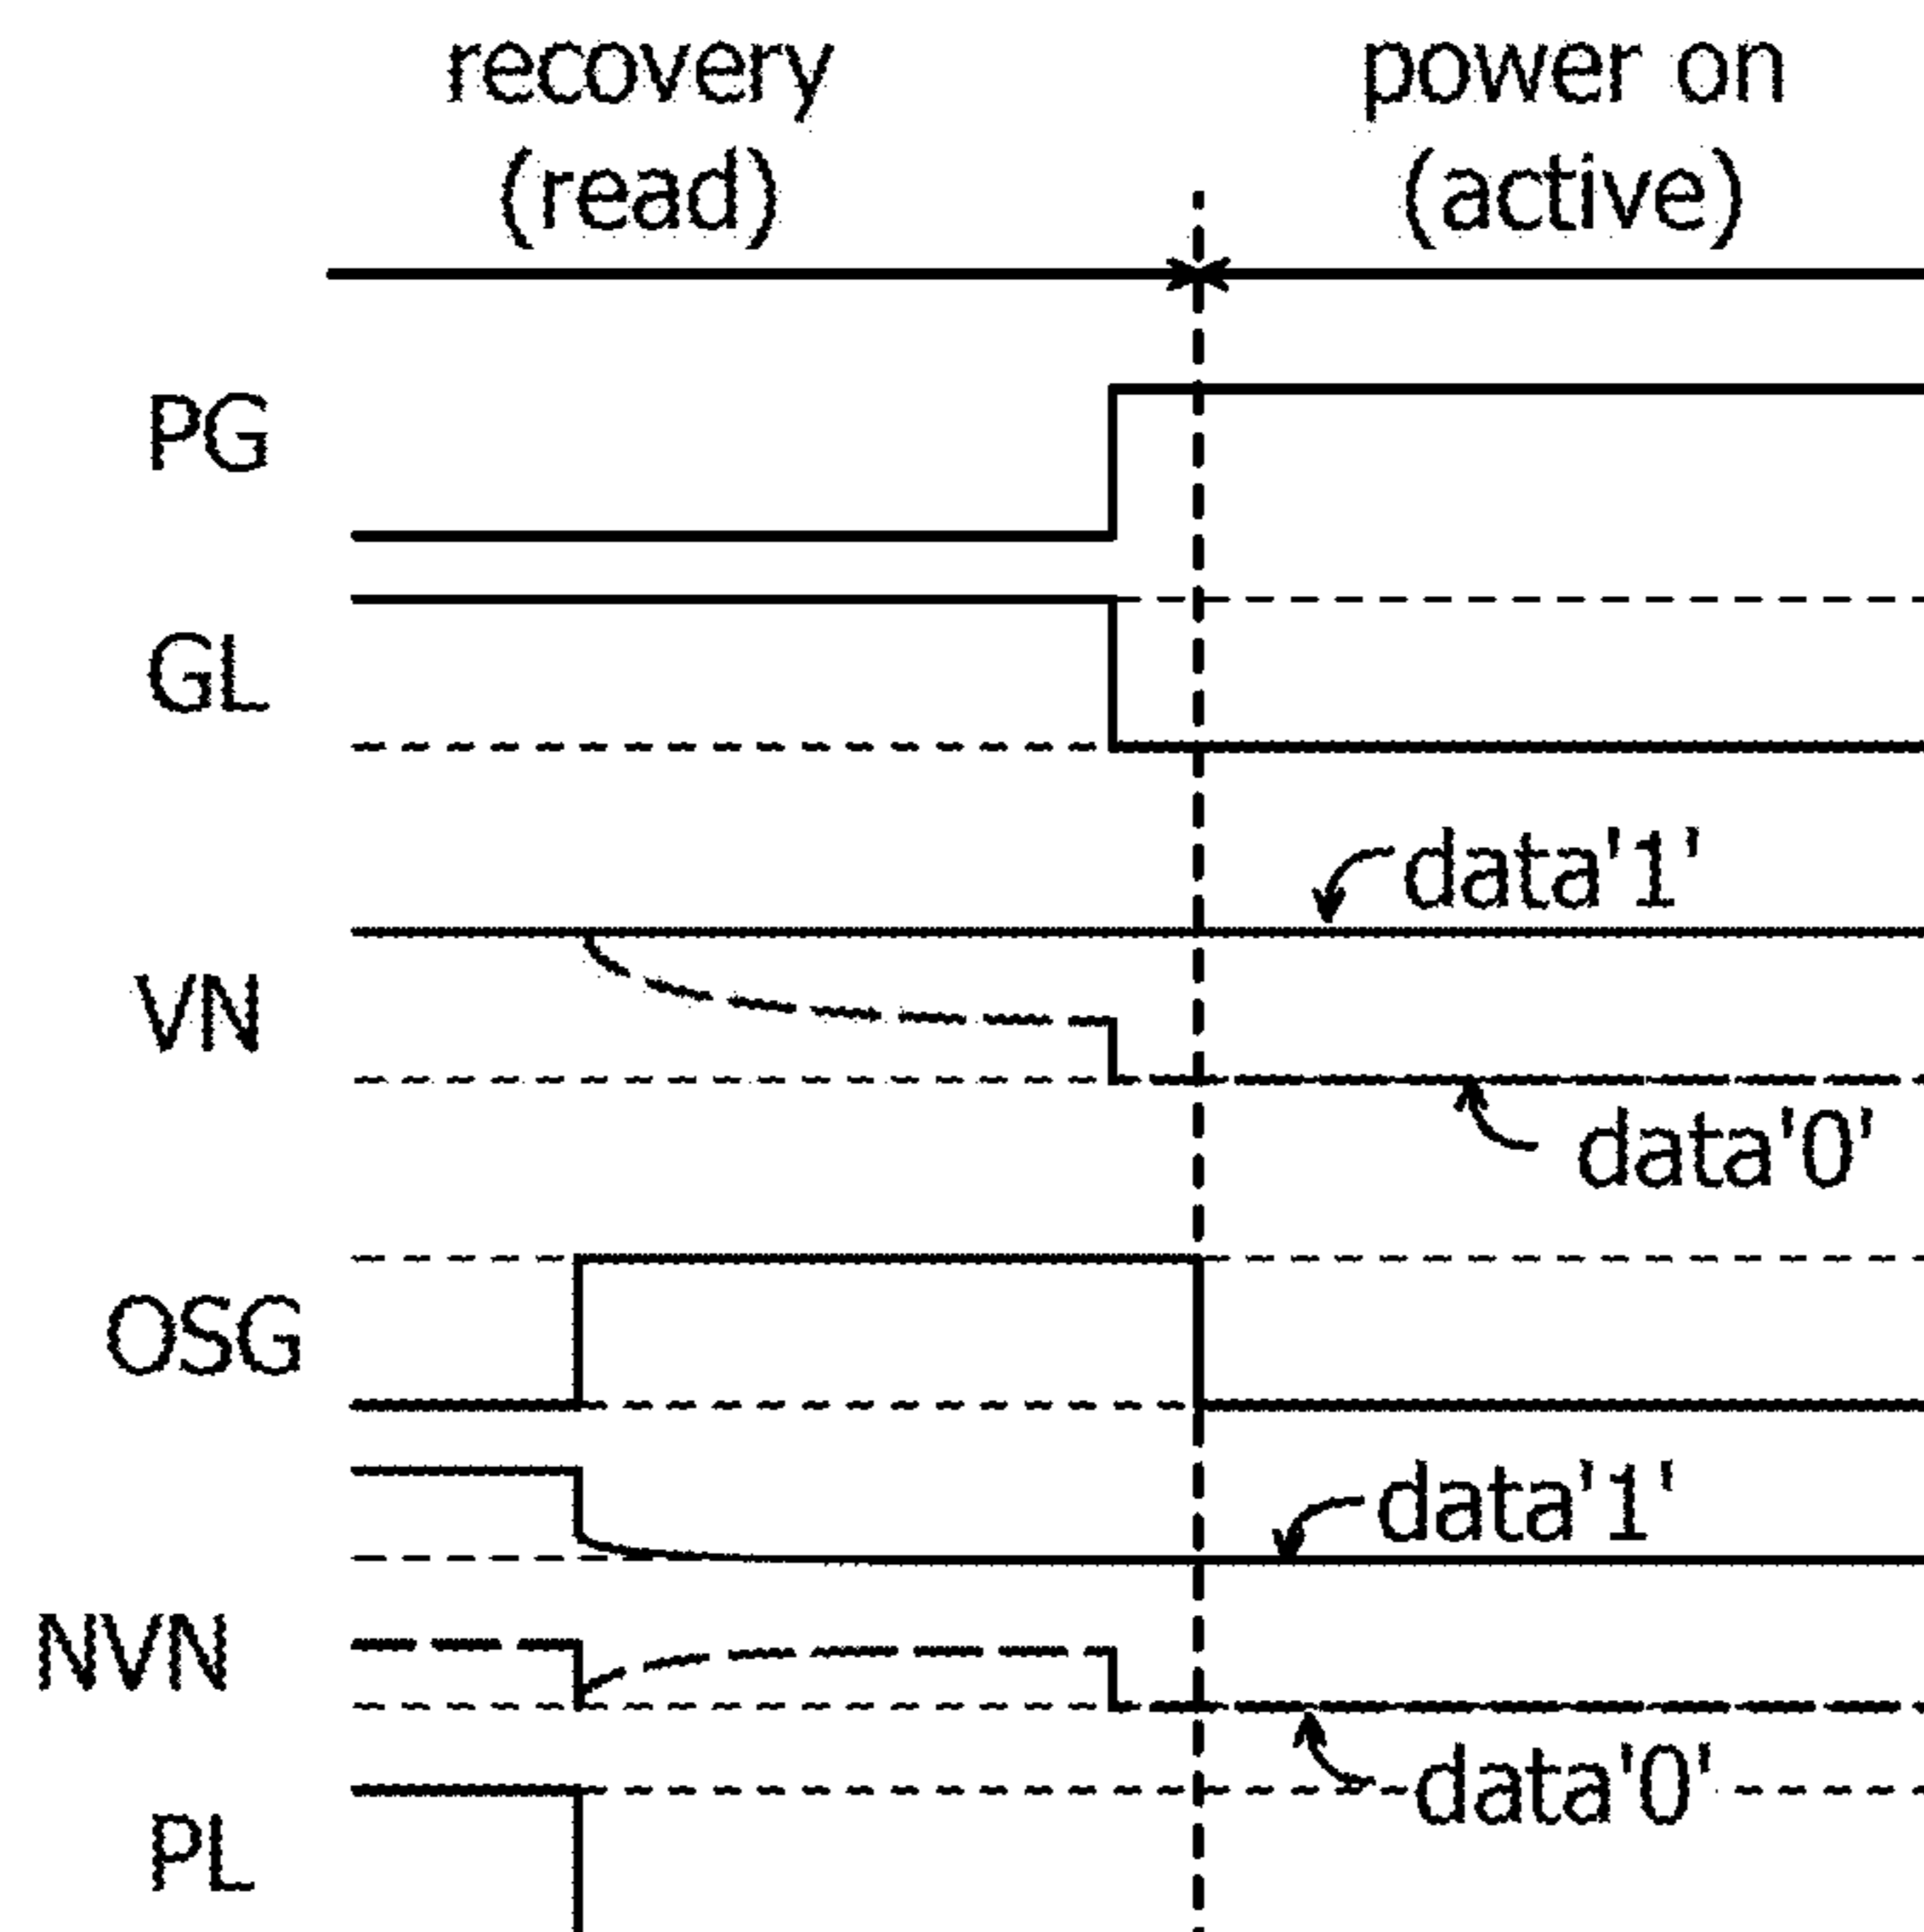 recovery
(read)
power on
(active)
PG
GL
data'1'
VN
data'0'
OSG
data'1'
NVN
data'0'
PL